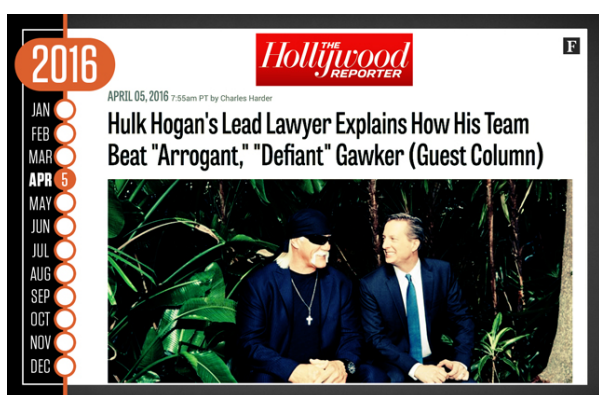 2016
JAN
FEB
MAR
APR 5
MAY
JUN
JUL
AUG
SEP
OCT
NOV
DEC
THE
Hollywood
REPORTER
F
APRIL 05, 2016 7:55am PT by Charles Harder
Hulk Hogan's Lead Lawyer Explains How His Team
Beat "Arrogant," "Defiant" Gawker (Guest Column)